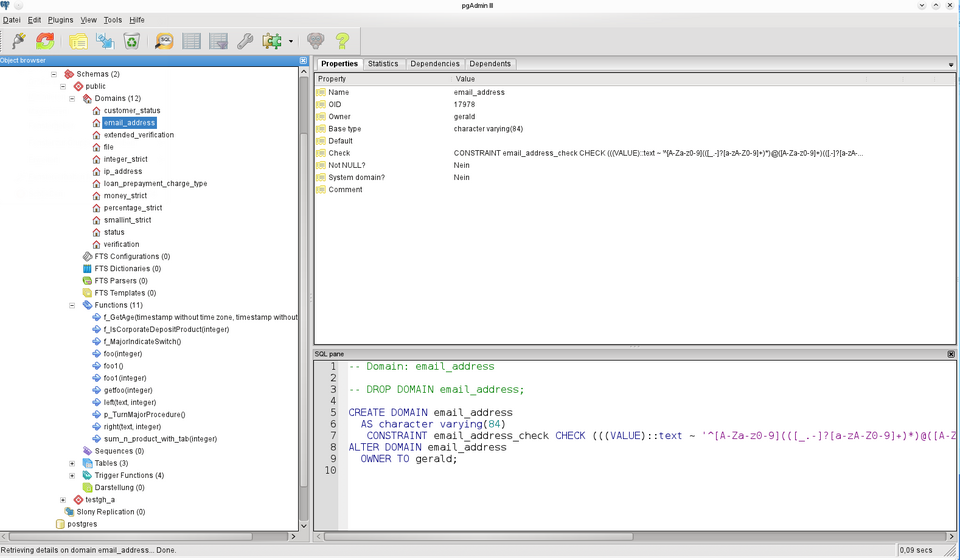 pgAdmin III
Datei Edit Plugins View Tools Hilfe
SQL
Object browser
Schemas (2)
public
Domains (12)
customer_status
email_address
extended_verification
file
integer_strict
ip_address
loan_prepayment_charge_type
money_strict
percentage_strict
smallint_strict
status
verification
FTS Configurations (0)
FTS Dictionaries (0)
FTS Parsers (0)
FTS Templates (0)
Functions (11)
f_GetAge(timestamp without time zone, timestamp without
f_IsCorporateDepositProduct(integer)
f_MajorIndicateSwitch()
foo(integer)
foo1()
foo1(integer)
getfoo(integer)
left(text, integer)
p_TurnMajorProcedure()
right(text, integer)
sum_n_product_with_tab(integer)
Sequences (0)
Tables (3)
Trigger Functions (4)
Darstellung (0)
testgh_a
Slony Replication (0)
postgres
Properties Statistics Dependencies Dependents
Property Value
Name email_address
OID 17978
Owner gerald
Base type character varying(84)
Default
Check CONSTRAINT email_address_check CHECK (((VALUE)::text ~ '^[A-Za-z0-9](([_.-]?[a-zA-Z0-9]+)*)@([A-Za-z0-9]+)(([.-]?[a-zA-...
Not NULL? Nein
System domain? Nein
Comment
SQL pane
1 -- Domain: email_address
2
3 -- DROP DOMAIN email_address;
4
5 CREATE DOMAIN email_address
6 AS character varying(84)
7 CONSTRAINT email_address_check CHECK (((VALUE)::text ~ '^[A-Za-z0-9](([_.-]?[a-zA-Z0-9]+)*)@([A-Z
8 ALTER DOMAIN email_address
9 OWNER TO gerald;
10
Retrieving details on domain email_address... Done. 0,09 secs